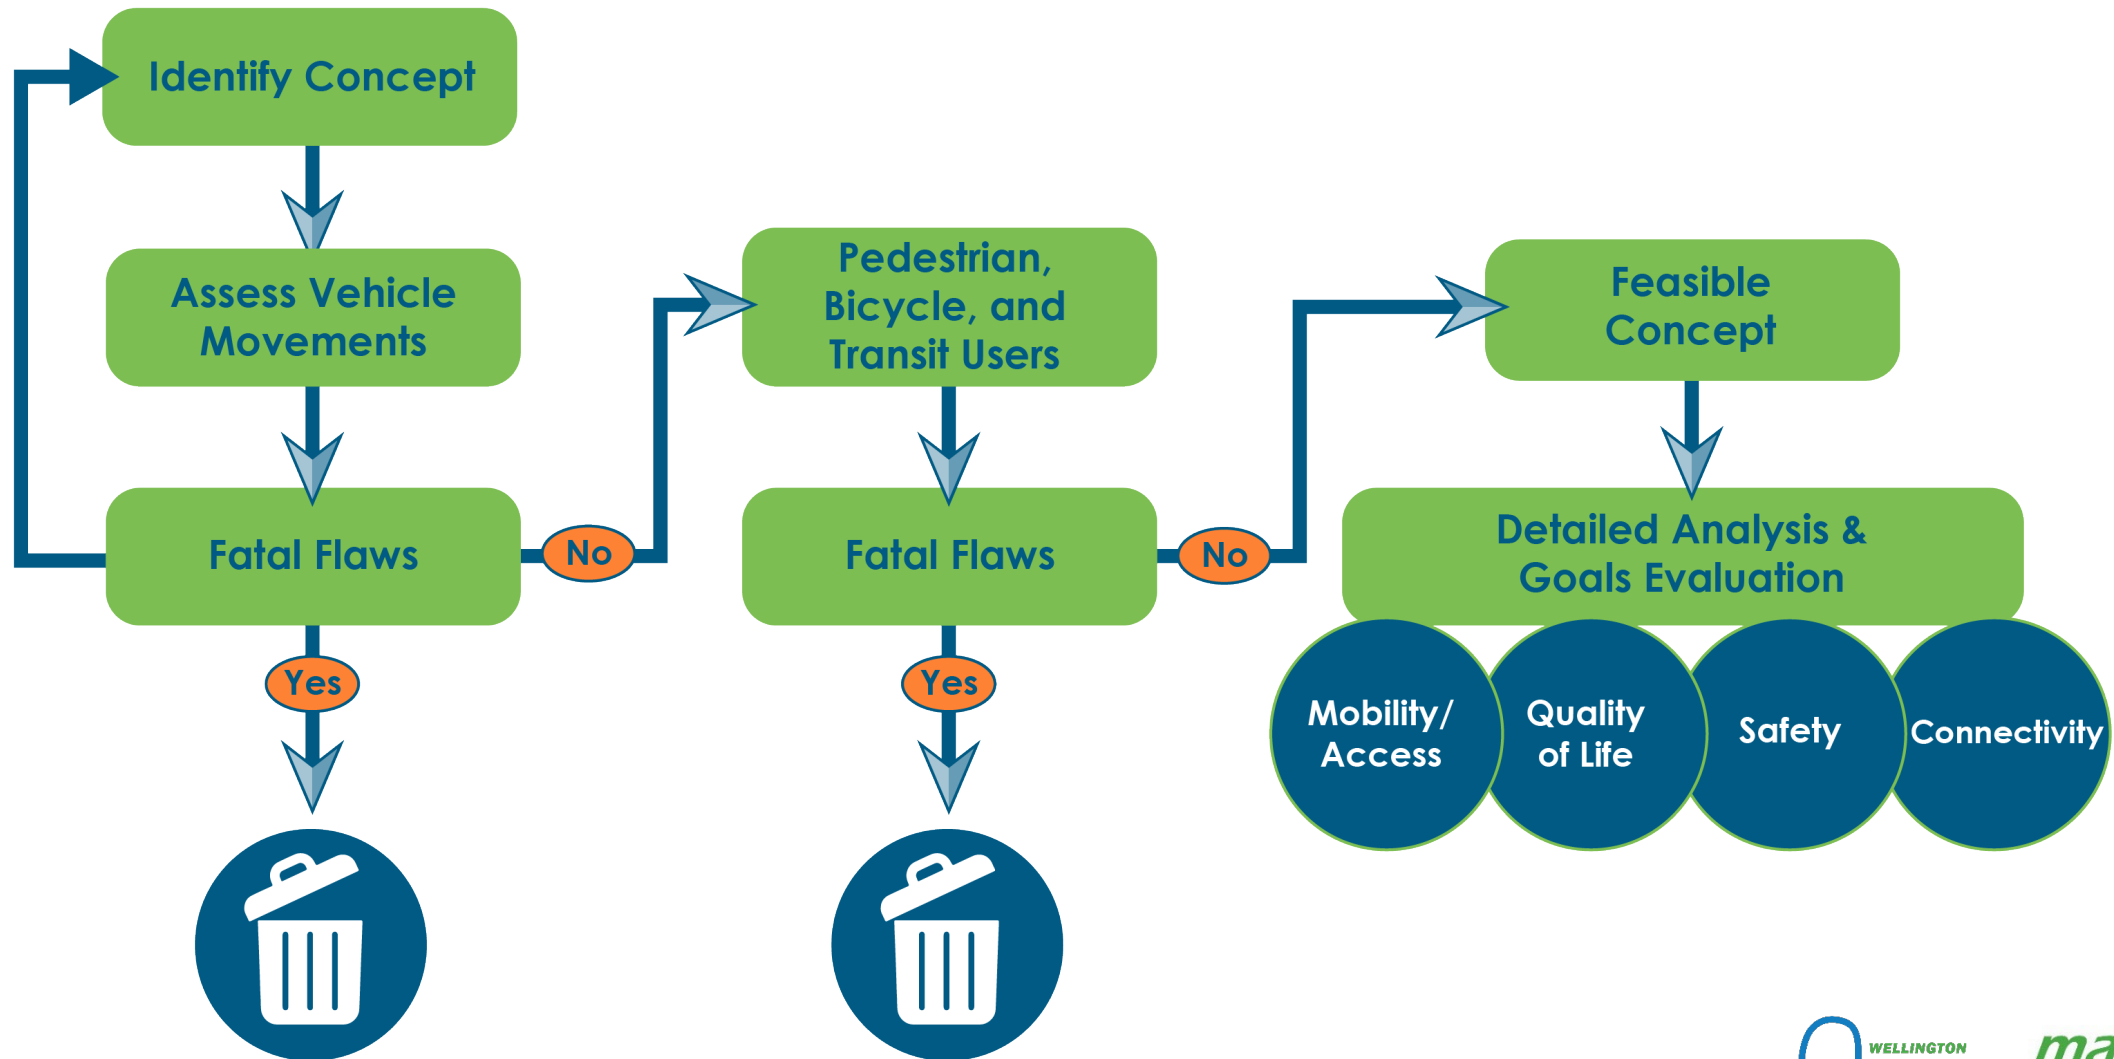 Identify Concept
Assess Vehicle
Movements
Fatal Flaws
No
Yes
Pedestrian,
Bicycle, and
Transit Users
Fatal Flaws
No
Yes
Feasible
Concept
Detailed Analysis &
Goals Evaluation
Mobility/
Access
Quality
of Life
Safety
Connectivity
WELLINGTON
ma